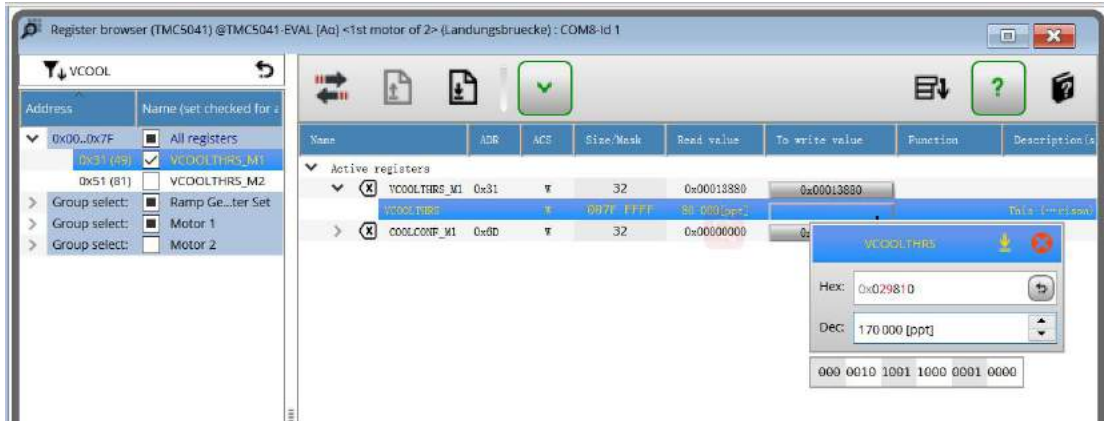 Register browser (TMC5041) @TMC5041-EVAL [Aq] <1st motor of 2> (Landungsbruecke) : COM8-Id 1
VCOOL
Address Name (set checked for a
0x00..0x7F All registers
0x31 (49) VCOOLTHRS_M1
0x51 (81) VCOOLTHRS_M2
Group select: Ramp Ge...ter Set
Group select: Motor 1
Group select: Motor 2
?
?
Name ADR ACS Size/Mask Read value To write value Function Description(s
Active registers
VCOOLTHRS_M1 0x31 W 32 0x00013880 0x00013880
VCOOLTHRS W 007F FFFF 80 000[ppt] This
COOLCONF_M1 0x6D W 32 0x00000000 0x
VCOOLTHRS
Hex: 0x029810
Dec: 170 000 [ppt]
000 0010 1001 1000 0001 0000